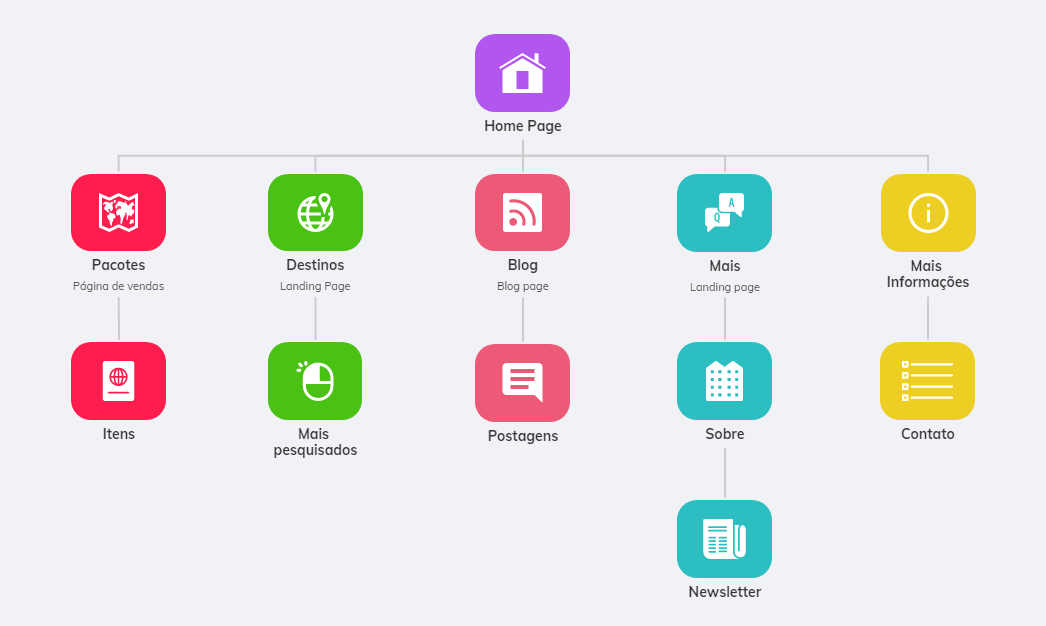 Home Page
Pacotes
Página de vendas
Destinos
Landing Page
Blog
Blog page
A
Q
Mais
Landing page
i
Mais
Informações
Itens
Mais
pesquisados
Postagens
Sobre
Contato
Newsletter